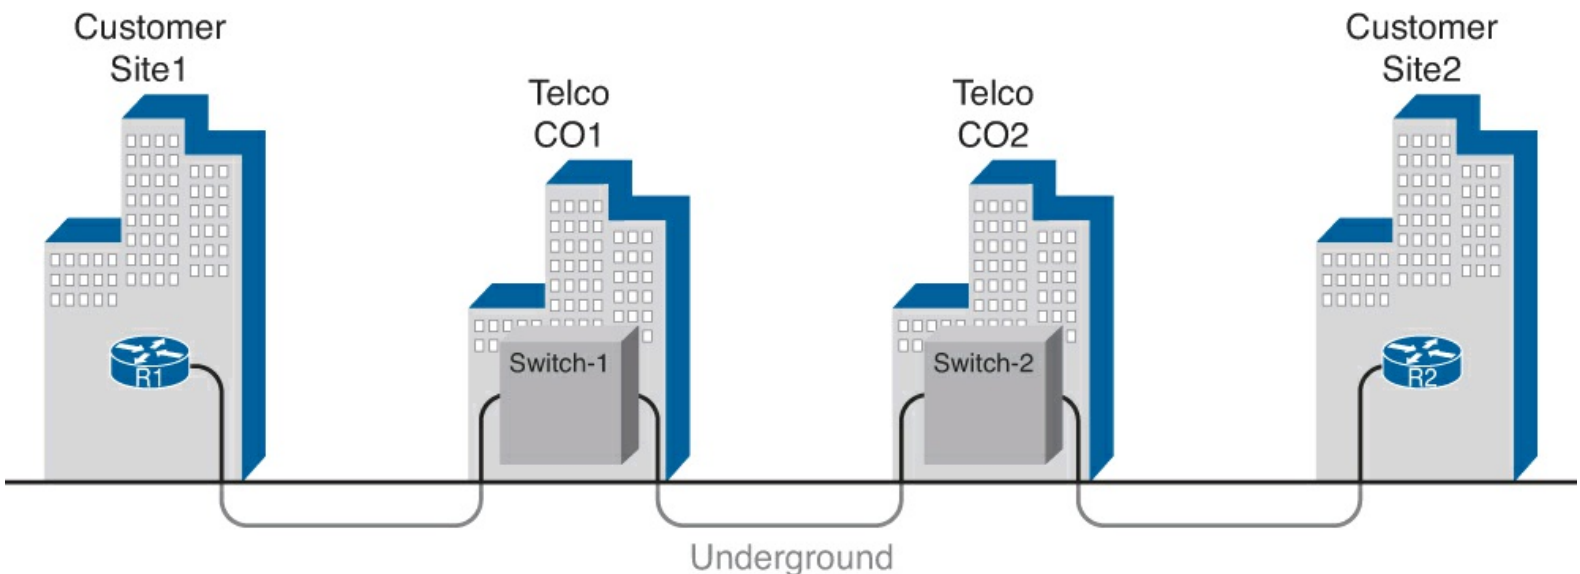 Customer
Site1
Telco
CO1
Telco
CO2
Customer
Site2
R1
Switch-1
Switch-2
R2
Underground